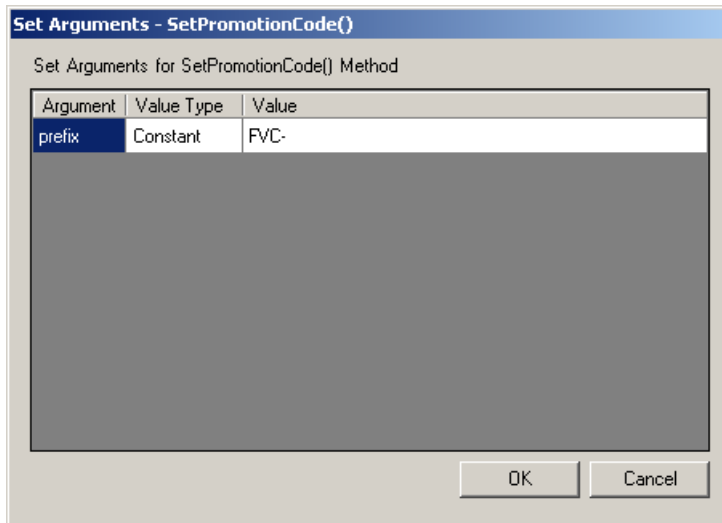 Set Arguments - SetPromotionCode()
Set Arguments for SetPromotionCode() Method
Argument Value Type Value
prefix Constant FVC-
OK Cancel